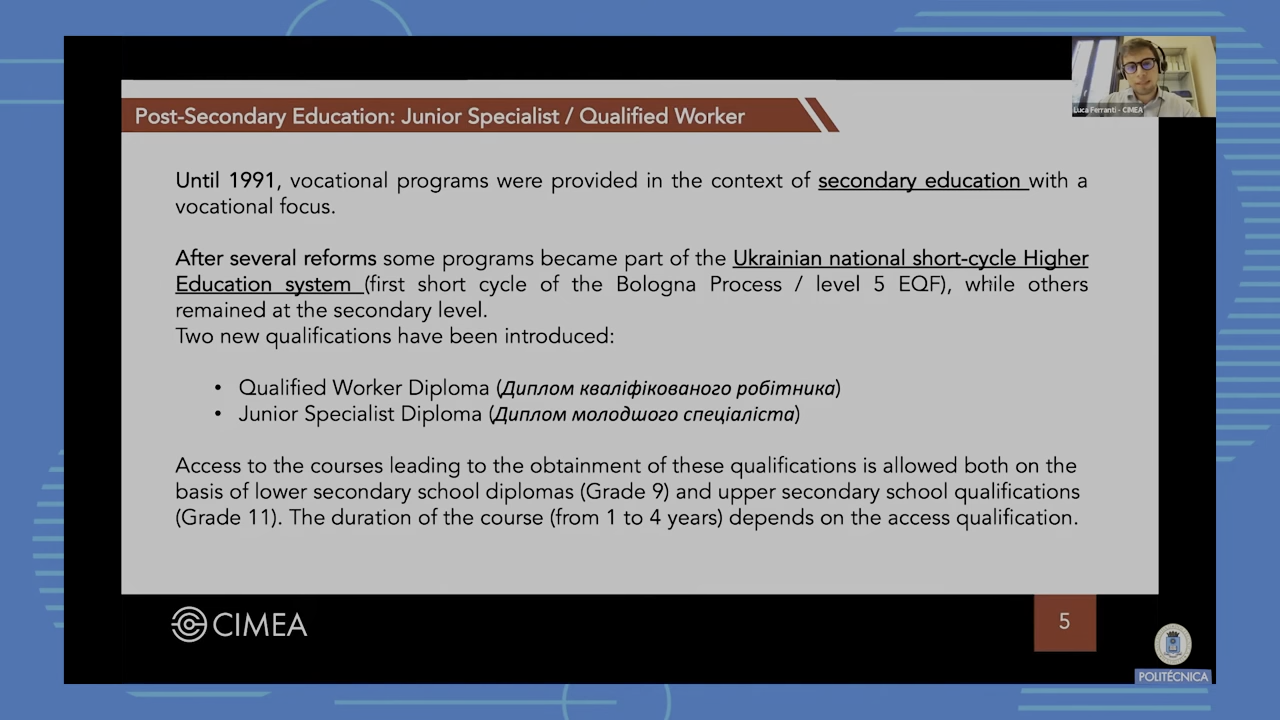 Post-Secondary Education: Junior Specialist / Qualified Worker
Luca Ferranti - CIMEA
Until 1991, vocational programs were provided in the context of secondary education with a
vocational focus.
After several reforms some programs became part of the Ukrainian national short-cycle Higher
Education system (first short cycle of the Bologna Process / level 5 EQF), while others
remained at the secondary level.
Two new qualifications have been introduced:
• Qualified Worker Diploma (Диплом кваліфікованого робітника)
• Junior Specialist Diploma (Диплом молодшого спеціаліста)
Access to the courses leading to the obtainment of these qualifications is allowed both on the
basis of lower secondary school diplomas (Grade 9) and upper secondary school qualifications
(Grade 11). The duration of the course (from 1 to 4 years) depends on the access qualification.
CIMEA
5
POLITÉCNICA